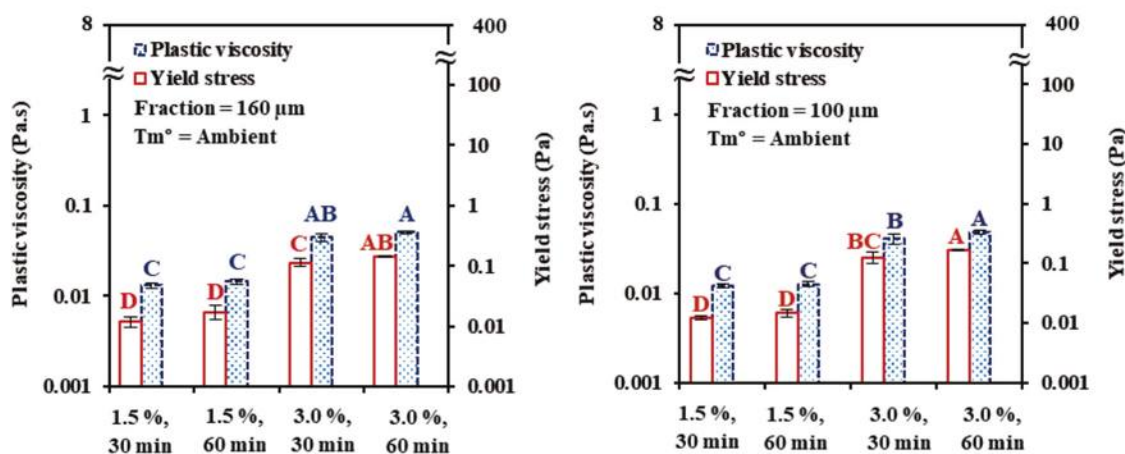 8
400
Plastic viscosity
Yield stress
Fraction = 160 µm
Tm° = Ambient
100
1
10
0.1
1
0.01
0.1
0.01
0.001
0.001
Plastic viscosity (Pa.s)
Yield stress (Pa)
D
C
D
C
C
AB
AB
A
1.5 %,
30 min
1.5 %,
60 min
3.0 %,
30 min
3.0 %,
60 min
8
400
Plastic viscosity
Yield stress
Fraction = 100 µm
Tm° = Ambient
100
1
10
0.1
1
0.01
0.1
0.01
0.001
0.001
Plastic viscosity (Pa.s)
Yield stress (Pa)
D
C
D
C
BC
B
A
A
1.5 %,
30 min
1.5 %,
60 min
3.0 %,
30 min
3.0 %,
60 min